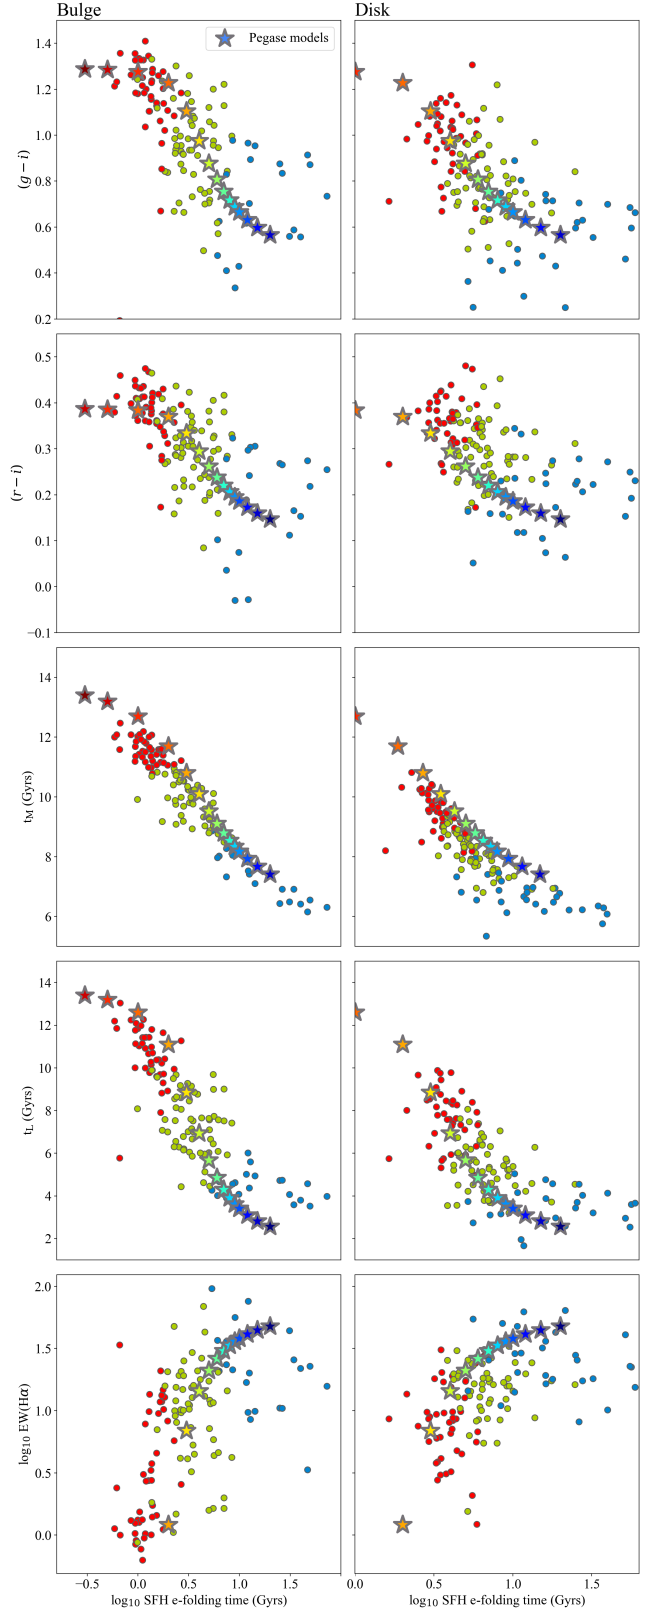 Bulge
Disk
Pegase models
1.4
1.2
1.0
0.8
0.6
0.4
0.2
(g − i)
0.5
0.4
0.3
0.2
0.1
0.0
−0.1
(r − i)
14
12
10
8
6
t_M (Gyrs)
14
12
10
8
6
4
2
t_L (Gyrs)
2.0
1.5
1.0
0.5
0.0
log₁₀ EW(Hα)
−0.5 0.0 0.5 1.0 1.5
0.0 0.5 1.0 1.5
log₁₀ SFH e-folding time (Gyrs)
log₁₀ SFH e-folding time (Gyrs)